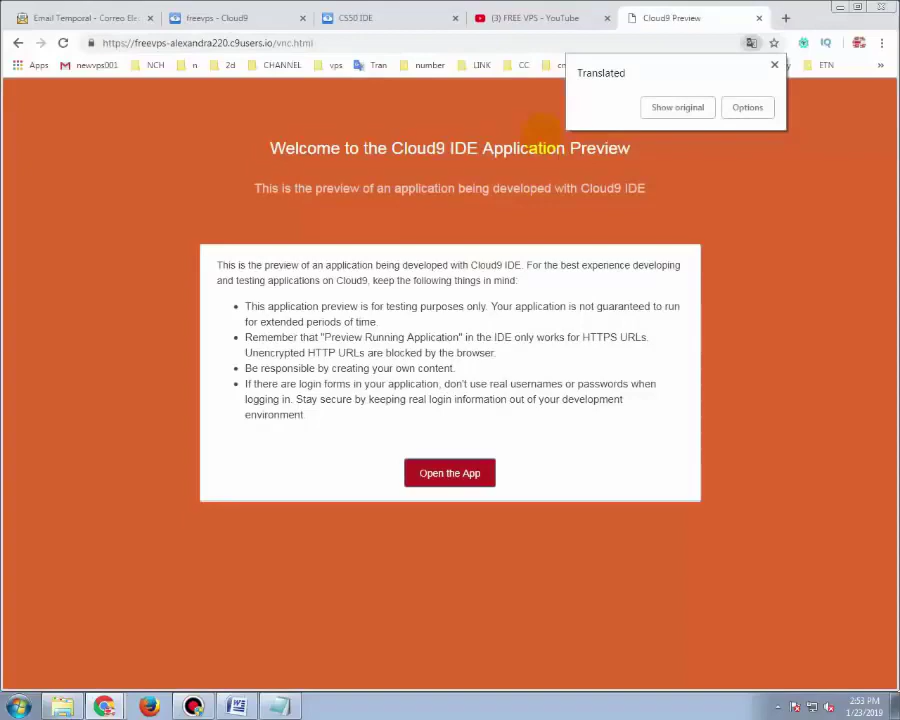 Email Temporal - Correo Ele
freevps - Cloud9
CS50 IDE
(3) FREE VPS - YouTube
Cloud9 Preview
https://freevps-alexandra220.c9users.io/vnc.html
Apps
newvps001
NCH
n
2d
CHANNEL
vps
Tran
number
LINK
CC
ETN
»
Translated
Show original
Options
Welcome to the Cloud9 IDE Application Preview
This is the preview of an application being developed with Cloud9 IDE
This is the preview of an application being developed with Cloud9 IDE. For the best experience developing
and testing applications on Cloud9, keep the following things in mind:
• This application preview is for testing purposes only. Your application is not guaranteed to run
for extended periods of time.
• Remember that "Preview Running Application" in the IDE only works for HTTPS URLs.
Unencrypted HTTP URLs are blocked by the browser.
• Be responsible by creating your own content.
• If there are login forms in your application, don't use real usernames or passwords when
logging in. Stay secure by keeping real login information out of your development
environment.
Open the App
2:53 PM
1/23/2019